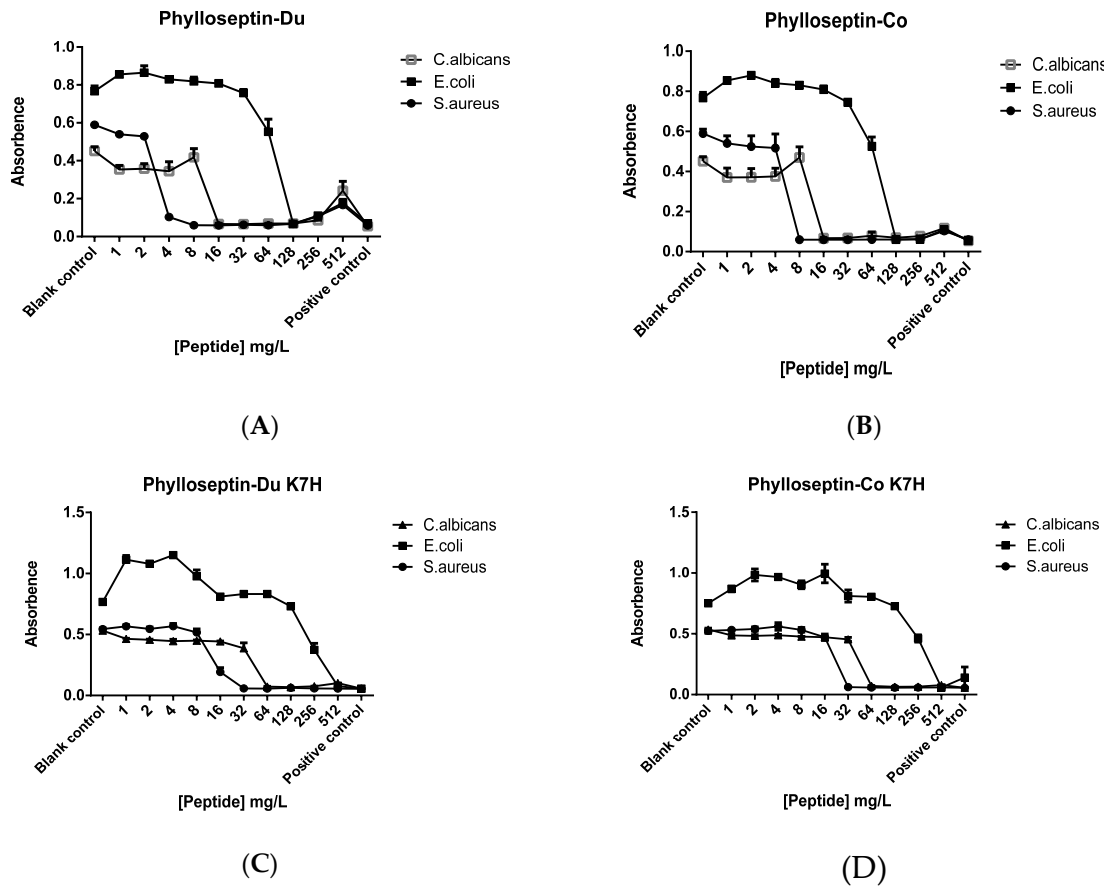 Phylloseptin-Du
Absorbence
1.0
0.8
0.6
0.4
0.2
0.0
Blank control
1
2
4
8
16
32
64
128
256
512
Positive control
[Peptide] mg/L
C.albicans
E.coli
S.aureus
(A)
Phylloseptin-Co
Absorbence
1.0
0.8
0.6
0.4
0.2
0.0
Blank control
1
2
4
8
16
32
64
128
256
512
Positive control
[Peptide] mg/L
C.albicans
E.coli
S.aureus
(B)
Phylloseptin-Du K7H
Absorbence
1.5
1.0
0.5
0.0
Blank control
1
2
4
8
16
32
64
128
256
512
Positive control
[Peptide] mg/L
C.albicans
E.coli
S.aureus
(C)
Phylloseptin-Co K7H
Absorbence
1.5
1.0
0.5
0.0
Blank control
1
2
4
8
16
32
64
128
256
512
Positive control
[Peptide] mg/L
C.albicans
E.coli
S.aureus
(D)